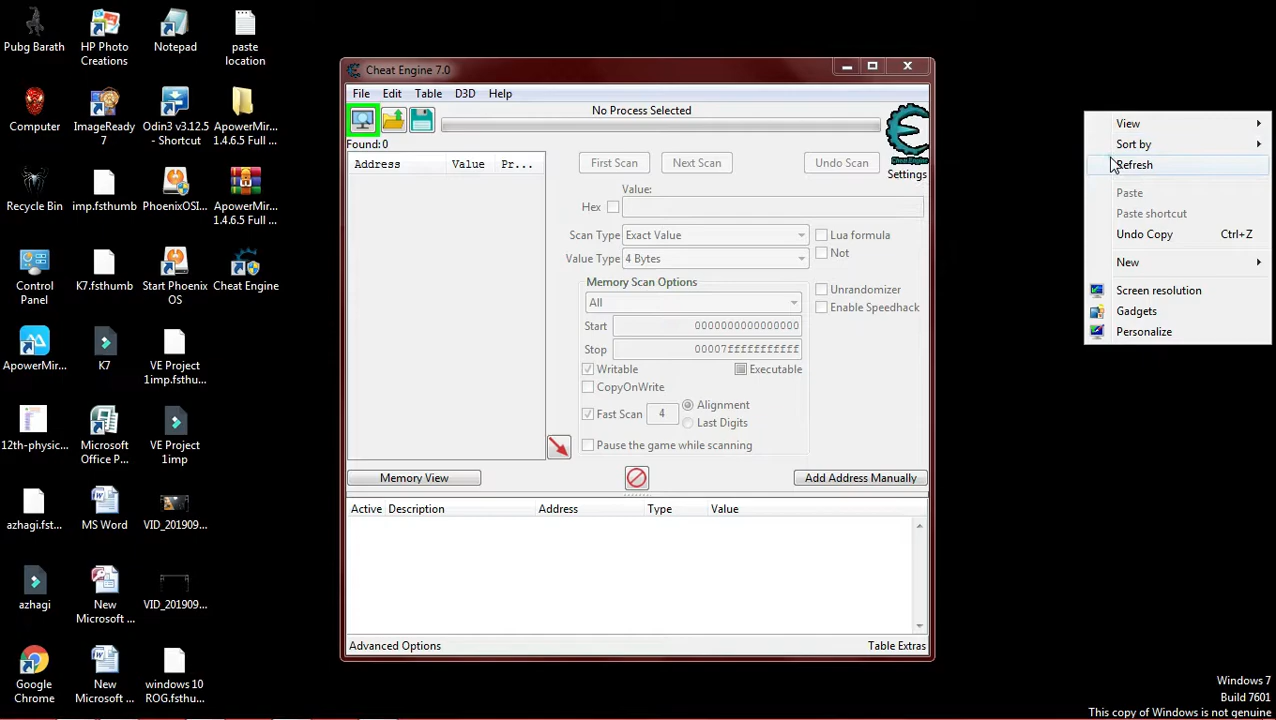 Pubg Barath
HP Photo
Creations
Notepad
paste
location
Computer
ImageReady
7
Odin3 v3.12.5
- Shortcut
ApowerMir...
1.4.6.5 Full ...
Recycle Bin
imp.fsthumb
PhoenixOSI...
ApowerMir...
1.4.6.5 Full ...
Control
Panel
K7.fsthumb
Start Phoenix
OS
Cheat Engine
ApowerMir...
K7
VE Project
1imp.fsthu...
12th-physic...
Microsoft
Office P...
VE Project
1imp
azhagi.fst...
MS Word
VID_201909...
azhagi
New
Microsoft ...
VID_201909...
Google
Chrome
New
Microsoft ...
windows 10
ROG.fsthu...
Cheat Engine 7.0
File Edit Table D3D Help
No Process Selected
Found:0
Address Value Pr...
First Scan Next Scan Undo Scan
Cheat Engine
Settings
Value:
Hex
Scan Type Exact Value Lua formula
Not
Value Type 4 Bytes
Memory Scan Options
All
Unrandomizer
Enable Speedhack
Start 0000000000000000
Stop 00007fffffffffff
Writable Executable
CopyOnWrite
Fast Scan 4 Alignment
Last Digits
Pause the game while scanning
Memory View Add Address Manually
Active Description Address Type Value
Advanced Options Table Extras
View
Sort by
Refresh
Paste
Paste shortcut
Undo Copy Ctrl+Z
New
Screen resolution
Gadgets
Personalize
Windows 7
Build 7601
This copy of Windows is not genuine